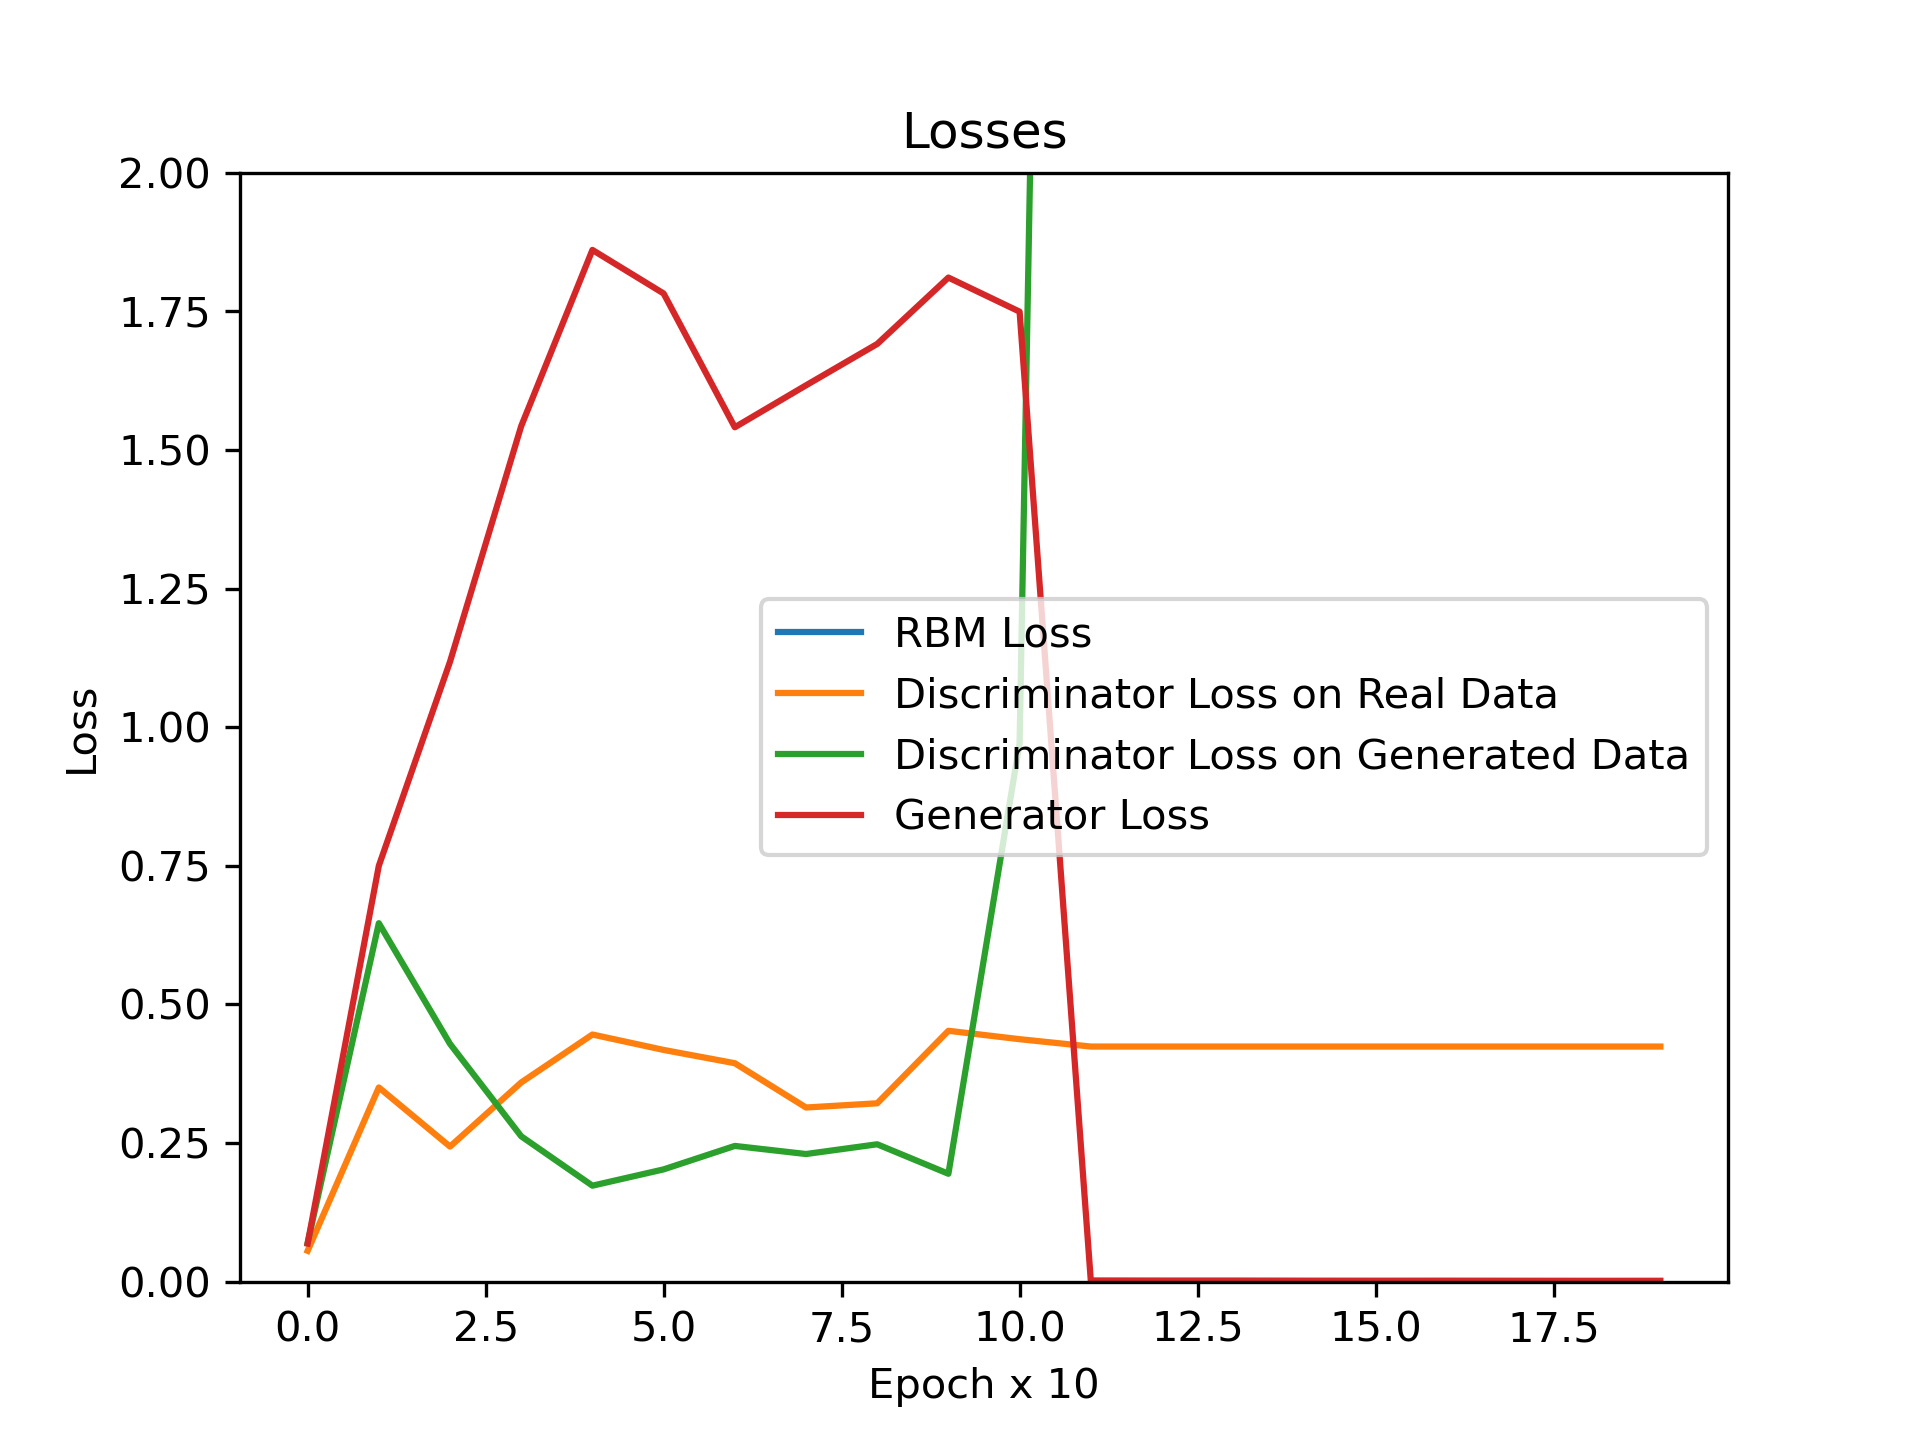 Losses
2.00
1.75
1.50
1.25
1.00
0.75
0.50
0.25
0.00
Loss
RBM Loss
Discriminator Loss on Real Data
Discriminator Loss on Generated Data
Generator Loss
0.0 2.5 5.0 7.5 10.0 12.5 15.0 17.5
Epoch x 10